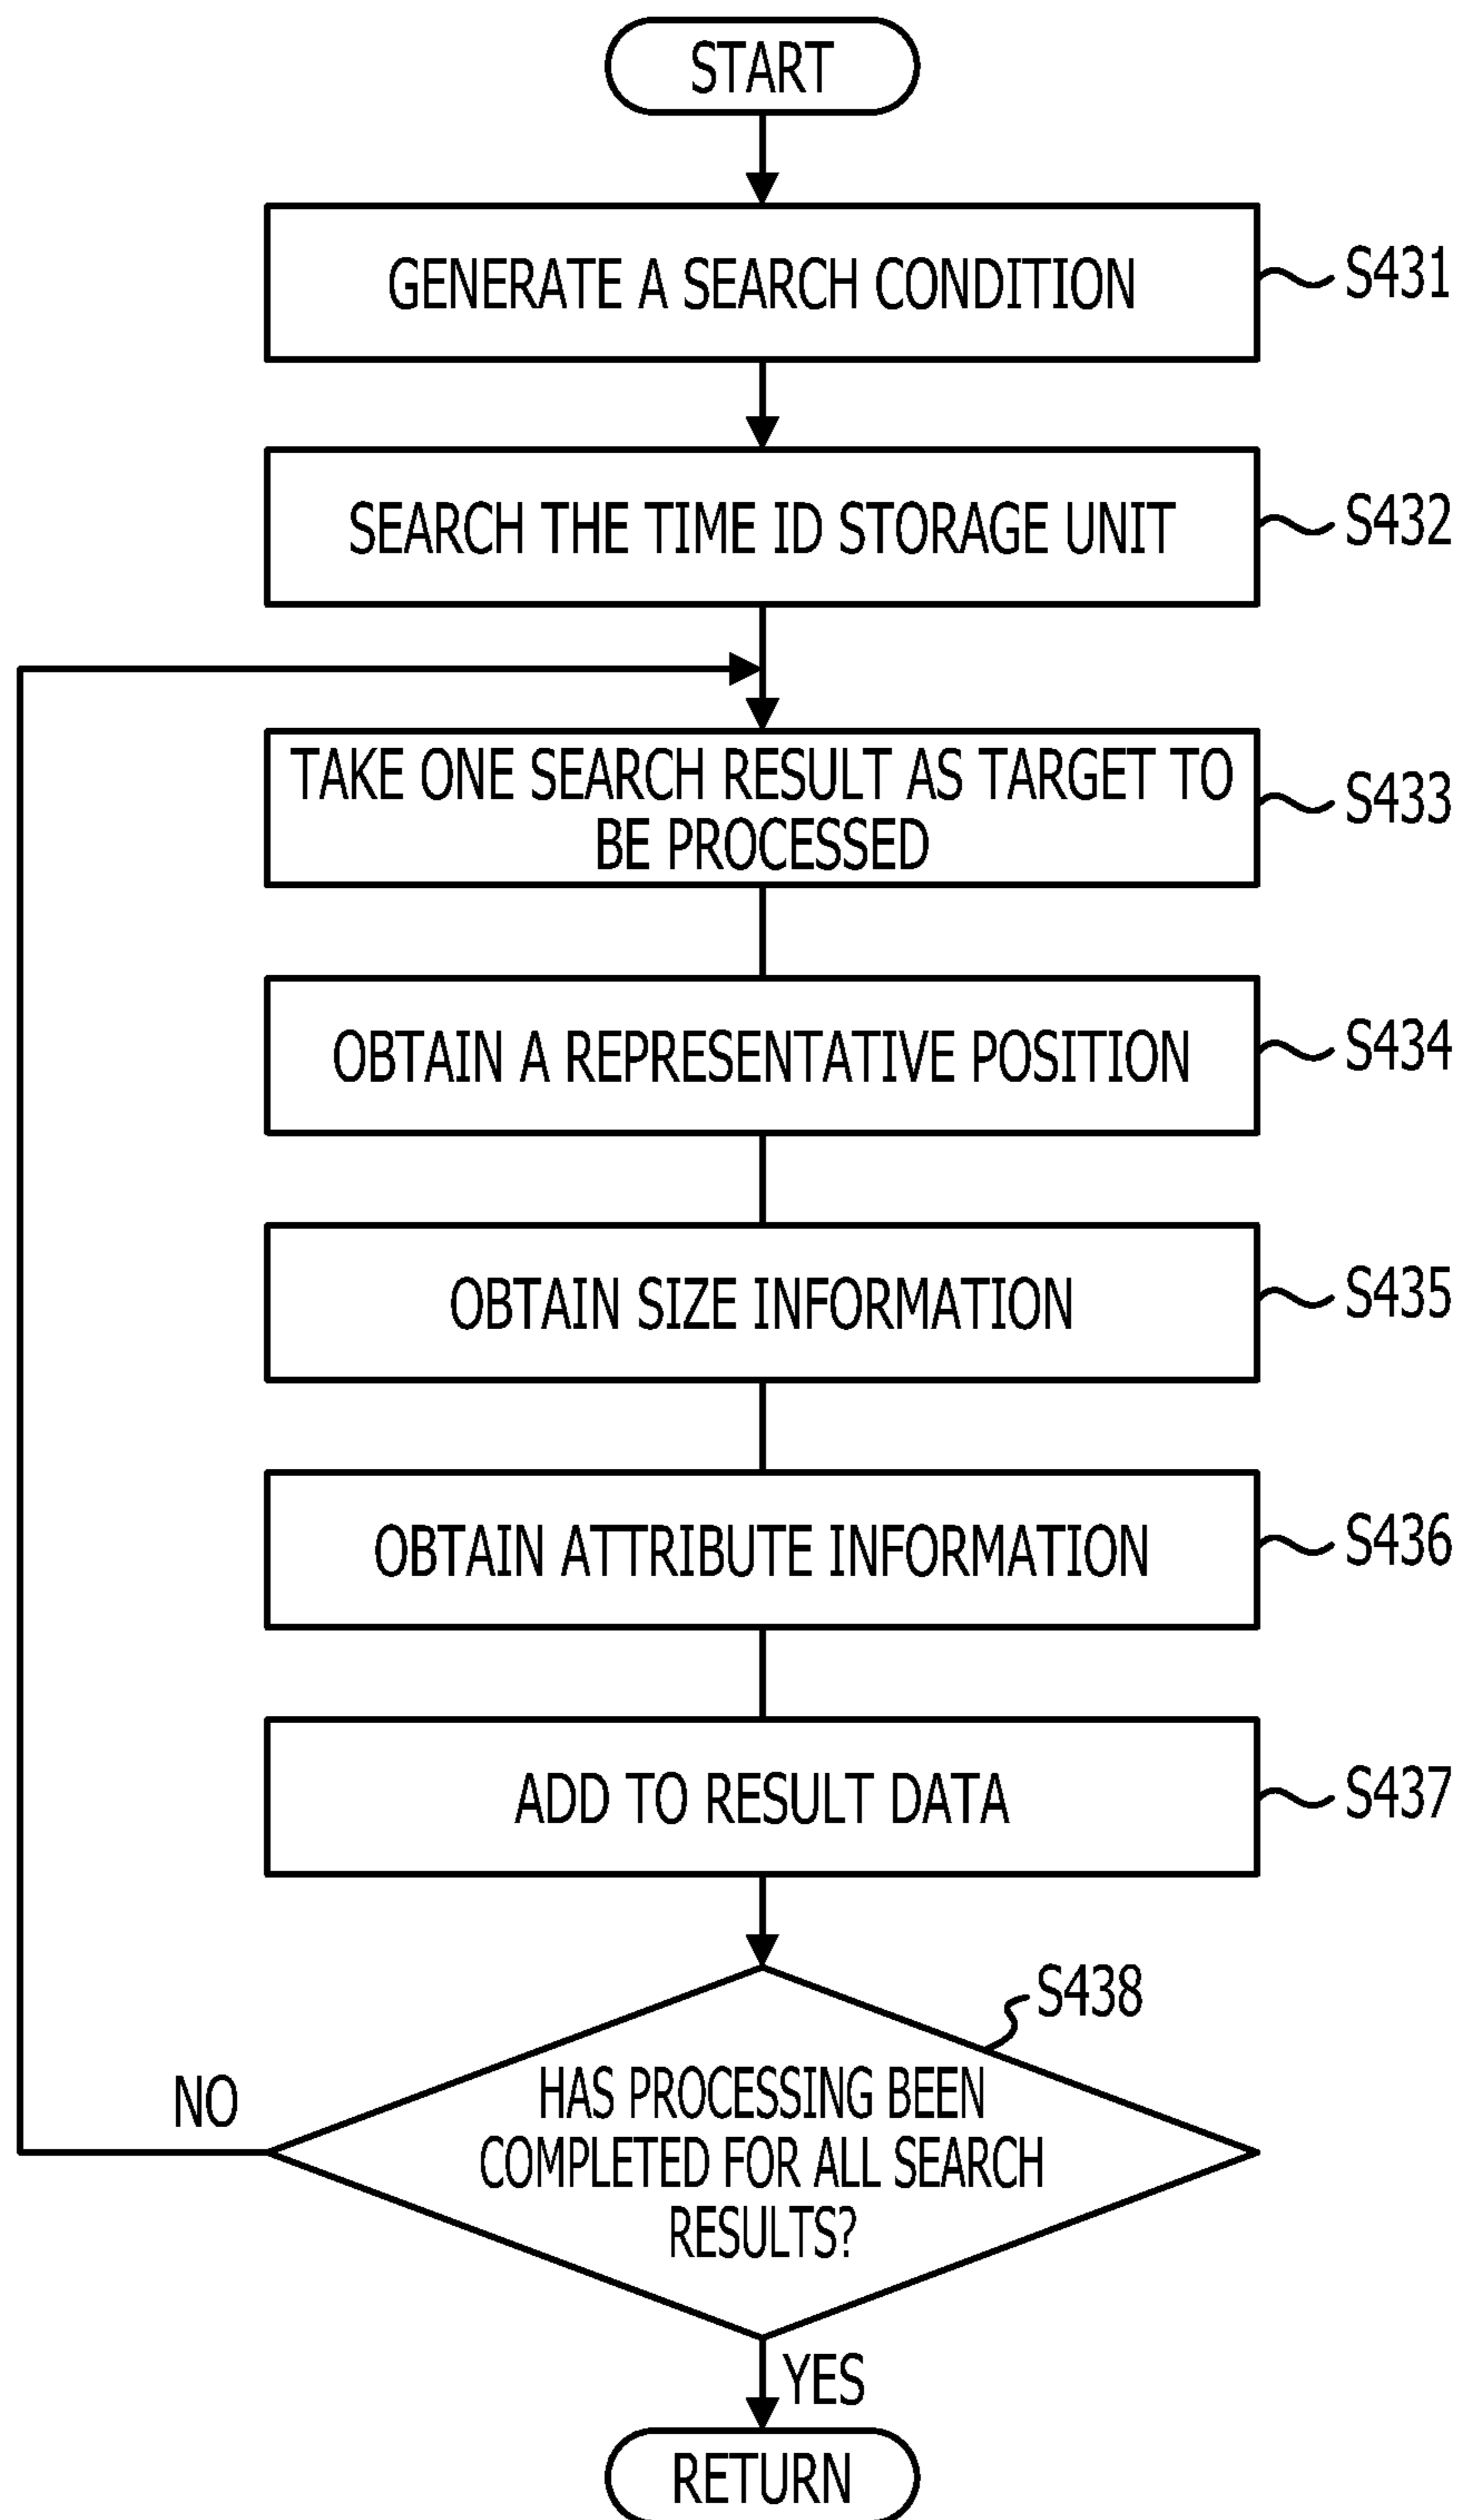 START
GENERATE A SEARCH CONDITION
S431
SEARCH THE TIME ID STORAGE UNIT
S432
TAKE ONE SEARCH RESULT AS TARGET TO
BE PROCESSED
S433
OBTAIN A REPRESENTATIVE POSITION
S434
OBTAIN SIZE INFORMATION
S435
OBTAIN ATTRIBUTE INFORMATION
S436
ADD TO RESULT DATA
S437
S438
HAS PROCESSING BEEN
COMPLETED FOR ALL SEARCH
RESULTS?
NO
YES
RETURN